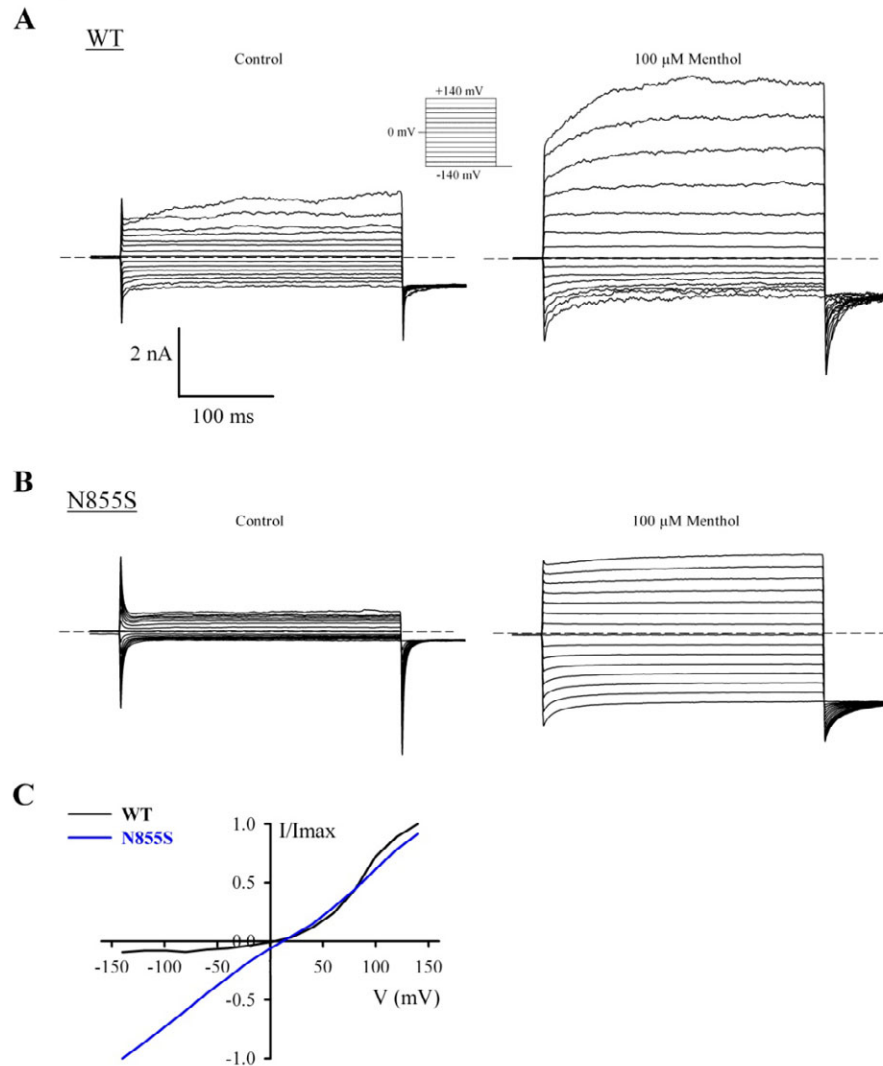 A
WT
Control
100 µM Menthol
+140 mV
0 mV
-140 mV
2 nA
100 ms
B
N855S
Control
100 µM Menthol
C
WT
N855S
I/Imax
1.0
0.5
0.0
-150
-100
-50
50
100
150
V (mV)
-0.5
-1.0